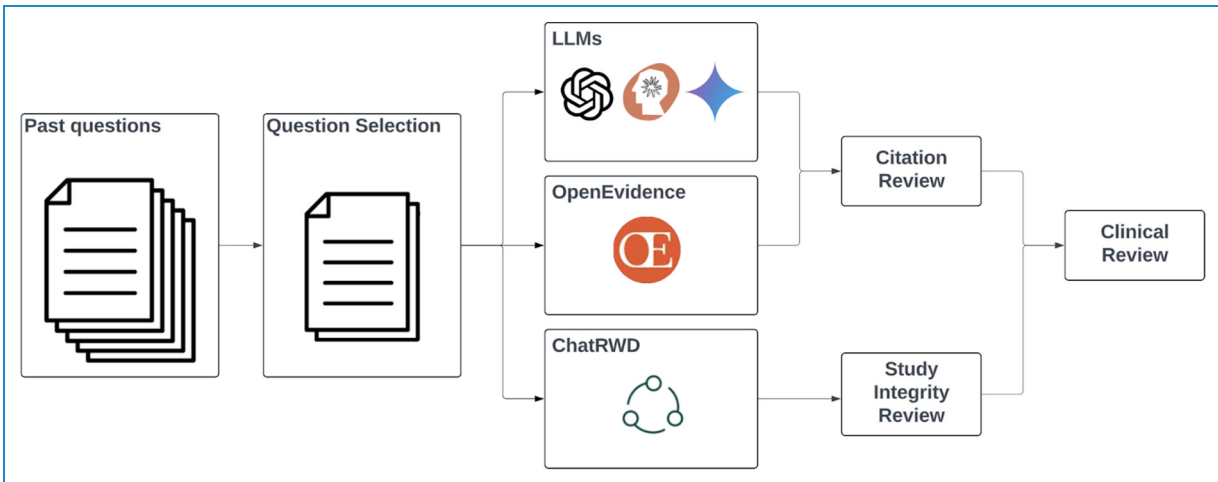 Past questions
Question Selection
LLMs
OpenEvidence
OE
ChatRWD
Citation
Review
Study
Integrity
Review
Clinical
Review